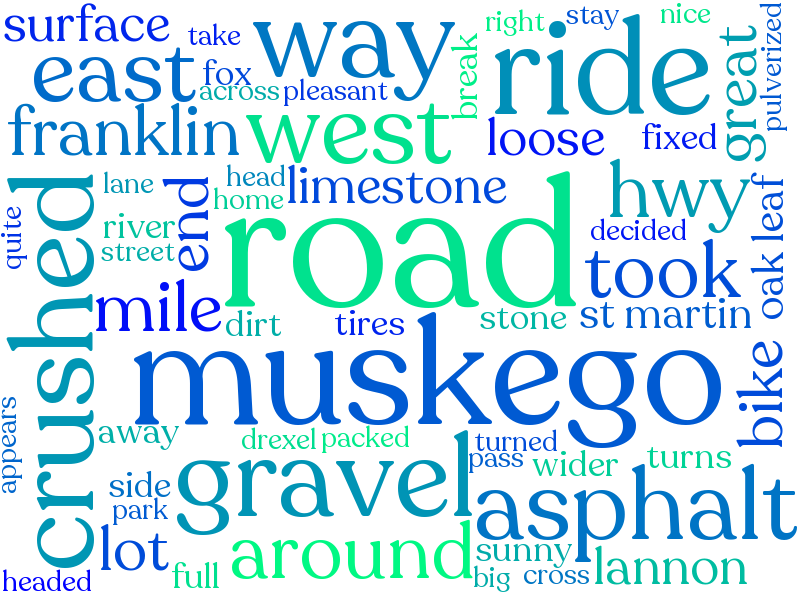 surface
take
way
ride
right
stay
nice
pulverized
east
fox
across
pleasant
break
great
franklin
west
loose
fixed
crushed
lane
head
home
limestone
hwy
quite
river
street
end
road
decided
oak leaf
mile
dirt
tires
stone
took
st martin
muskego
bike
appears
away
drexel
packed
turned
pass
wider
turns
side
park
gravel
asphalt
lot
around
sunny
headed
full
big
cross
lannon